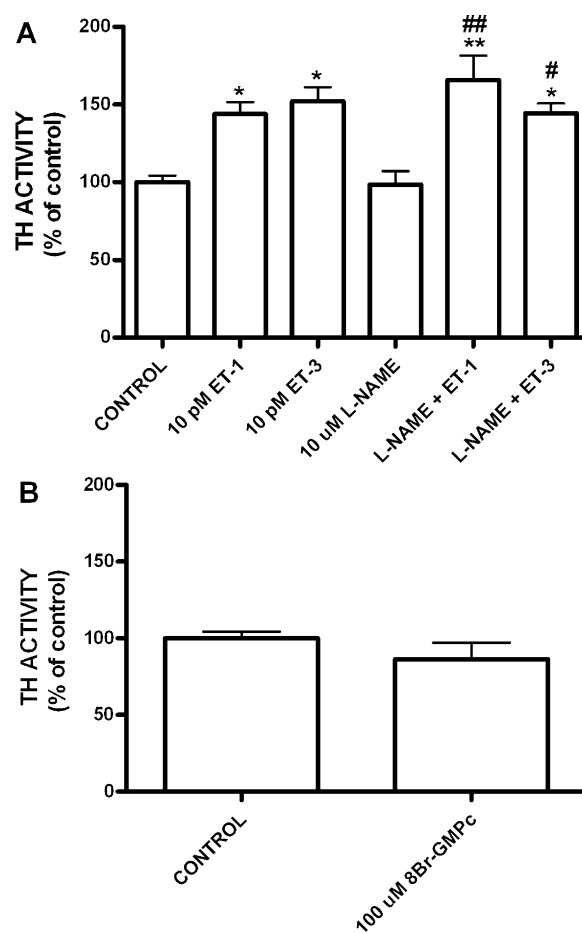 A
TH ACTIVITY
(% of control)
200
150
100
50
0
*
*
##
**
#
*
CONTROL
10 pM ET-1
10 pM ET-3
10 uM L-NAME
L-NAME + ET-1
L-NAME + ET-3
B
TH ACTIVITY
(% of control)
200
150
100
50
0
CONTROL
100 uM 8Br-GMPc